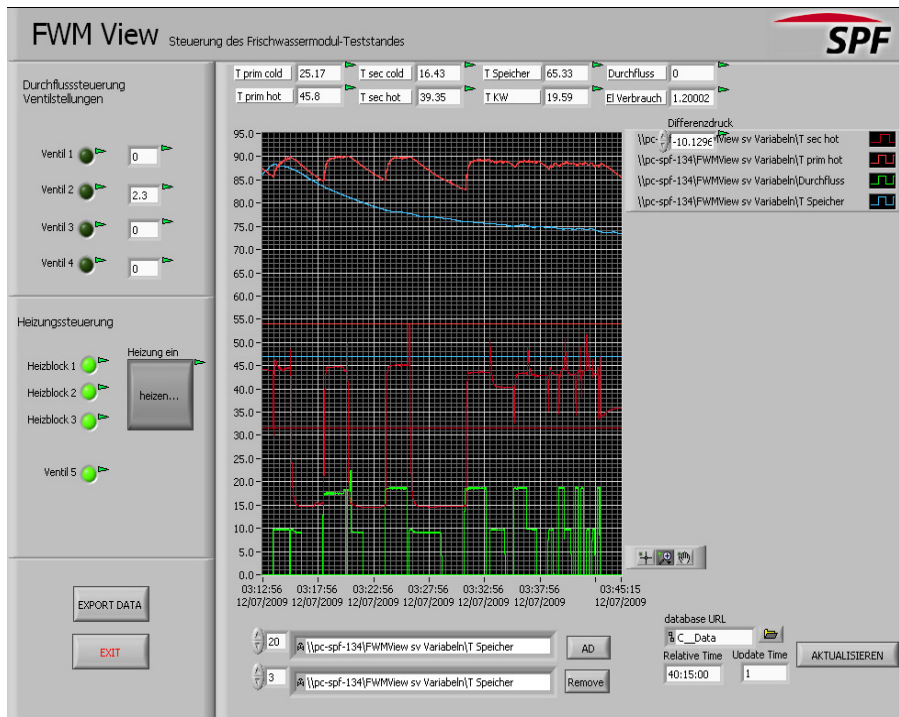 FWM View Steuerung des Frischwassermodul-Teststandes
SPF
Durchflusssteuerung
Ventilstellungen
Ventil 1 0
Ventil 2 2.3
Ventil 3 0
Ventil 4 0
Heizungssteuerung
Heizung ein
Heizblock 1
Heizblock 2
Heizblock 3
heizen...
Ventil 5
EXPORT DATA
EXIT
T prim cold 25.17 T sec cold 16.43 T Speicher 65.33 Durchfluss 0
T prim hot 45.8 T sec hot 39.35 T KW 19.59 El Verbrauch 1.20002
Differenzdruck
-10.1296
\\pc- FWMView sv Variabeln\T sec hot
\\pc-spf-134\FWMView sv Variabeln\T prim hot
\\pc-spf-134\FWMView sv Variabeln\Durchfluss
\\pc-spf-134\FWMView sv Variabeln\T Speicher
95.0
90.0
85.0
80.0
75.0
70.0
65.0
60.0
55.0
50.0
45.0
40.0
35.0
30.0
25.0
20.0
15.0
10.0
5.0
0.0
03:12:56 03:17:56 03:22:56 03:27:56 03:32:56 03:37:56 03:45:15
12/07/2009 12/07/2009 12/07/2009 12/07/2009 12/07/2009 12/07/2009 12/07/2009
20 \\pc-spf-134\FWMView sv Variabeln\T Speicher AD
3 \\pc-spf-134\FWMView sv Variabeln\T Speicher Remove
database URL
C__Data
Relative Time Update Time
40:15:00 1
AKTUALISIEREN